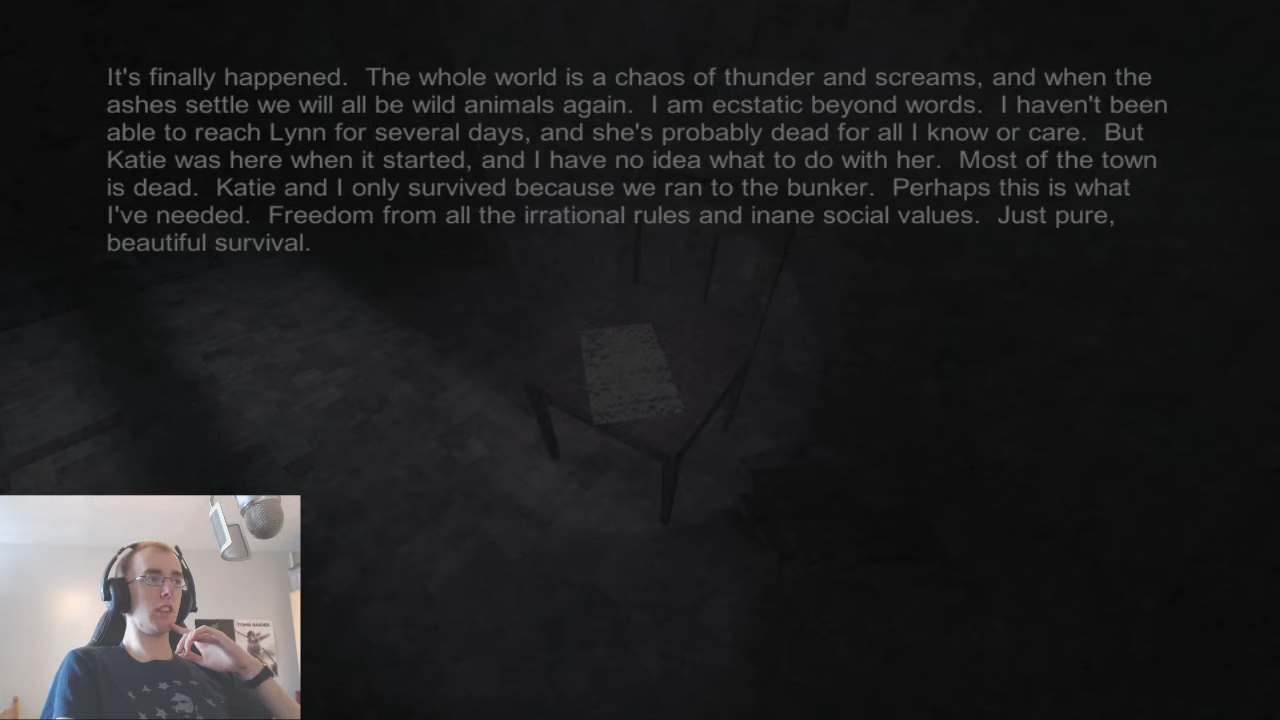 It's finally happened.  The whole world is a chaos of thunder and screams, and when the
ashes settle we will all be wild animals again.  I am ecstatic beyond words.  I haven't been
able to reach Lynn for several days, and she's probably dead for all I know or care.  But
Katie was here when it started, and I have no idea what to do with her.  Most of the town
is dead.  Katie and I only survived because we ran to the bunker.  Perhaps this is what
I've needed.  Freedom from all the irrational rules and inane social values.  Just pure,
beautiful survival.
TOMB RAIDER